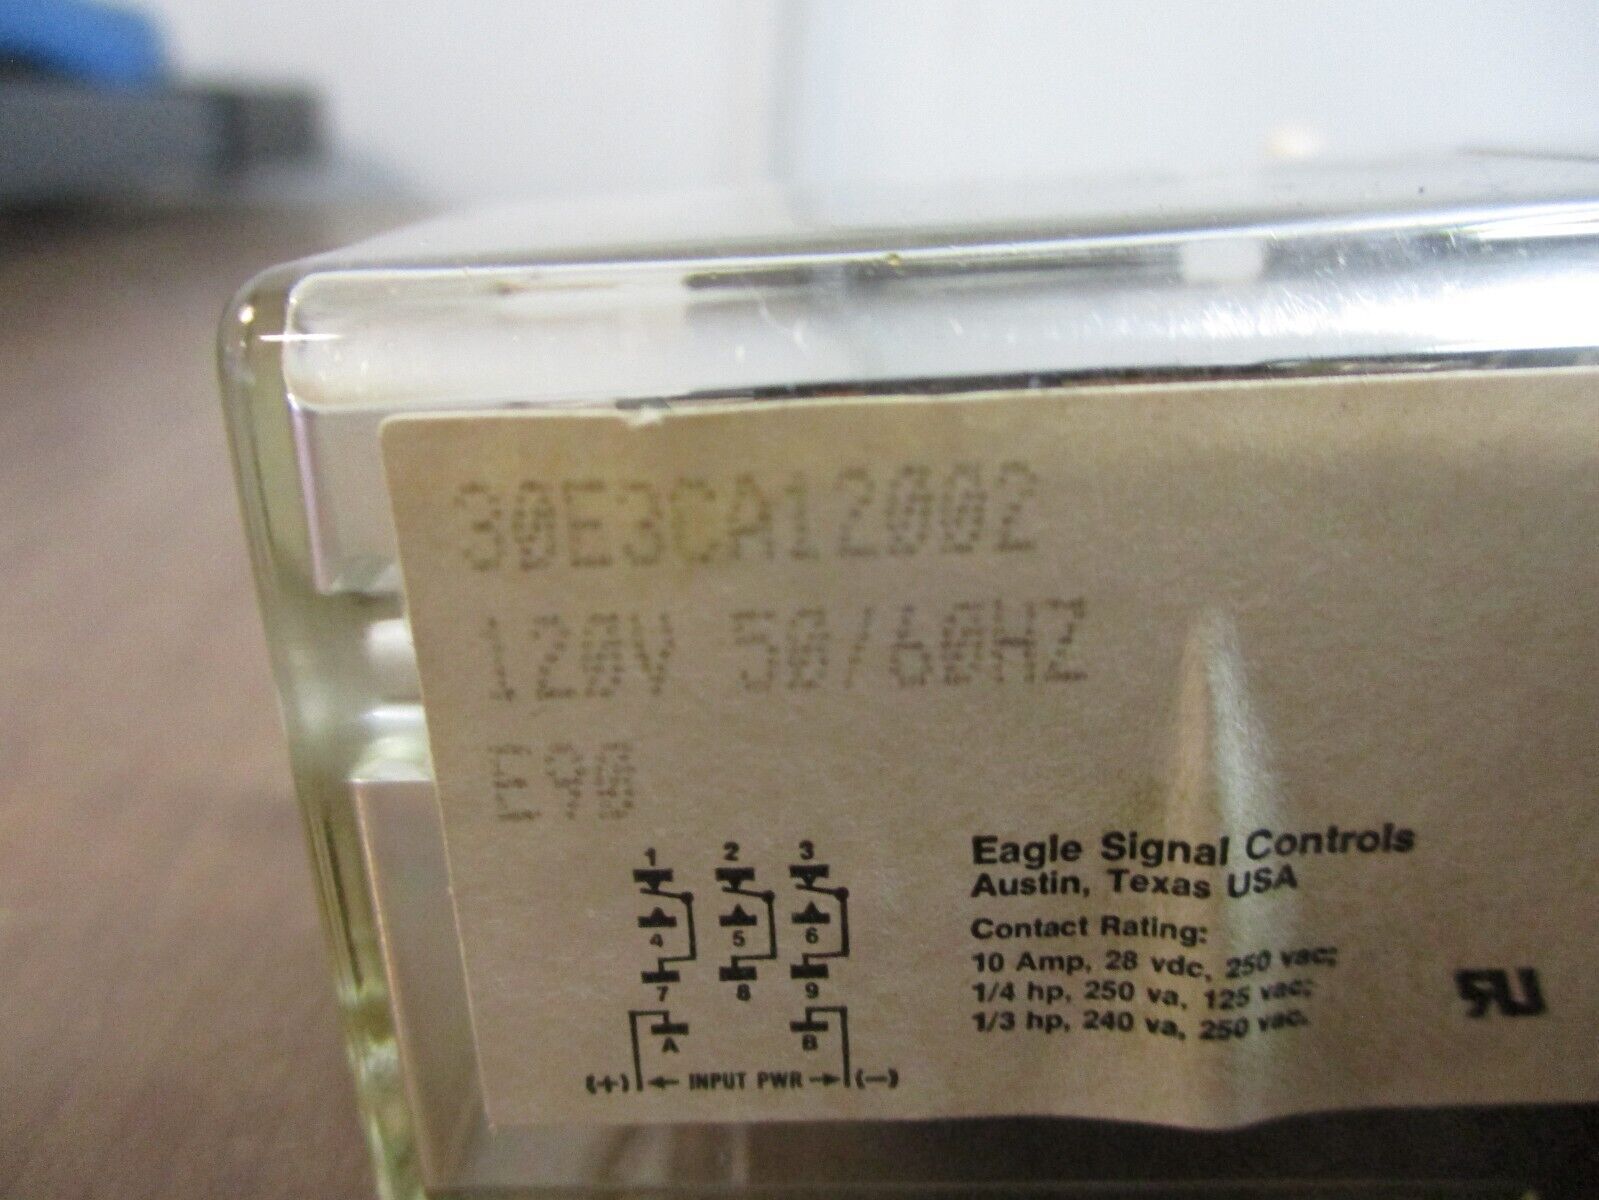 30E3CA12002
120V 50/60HZ
E90
1 2 3
4 5 6
7 8 9
A B
(+) INPUT PWR (—)
Eagle Signal Controls
Austin, Texas USA
Contact Rating:
10 Amp, 28 vdc, 250 vac;
1/4 hp, 250 va, 125 vac;
1/3 hp, 240 va, 250 vac.
RU